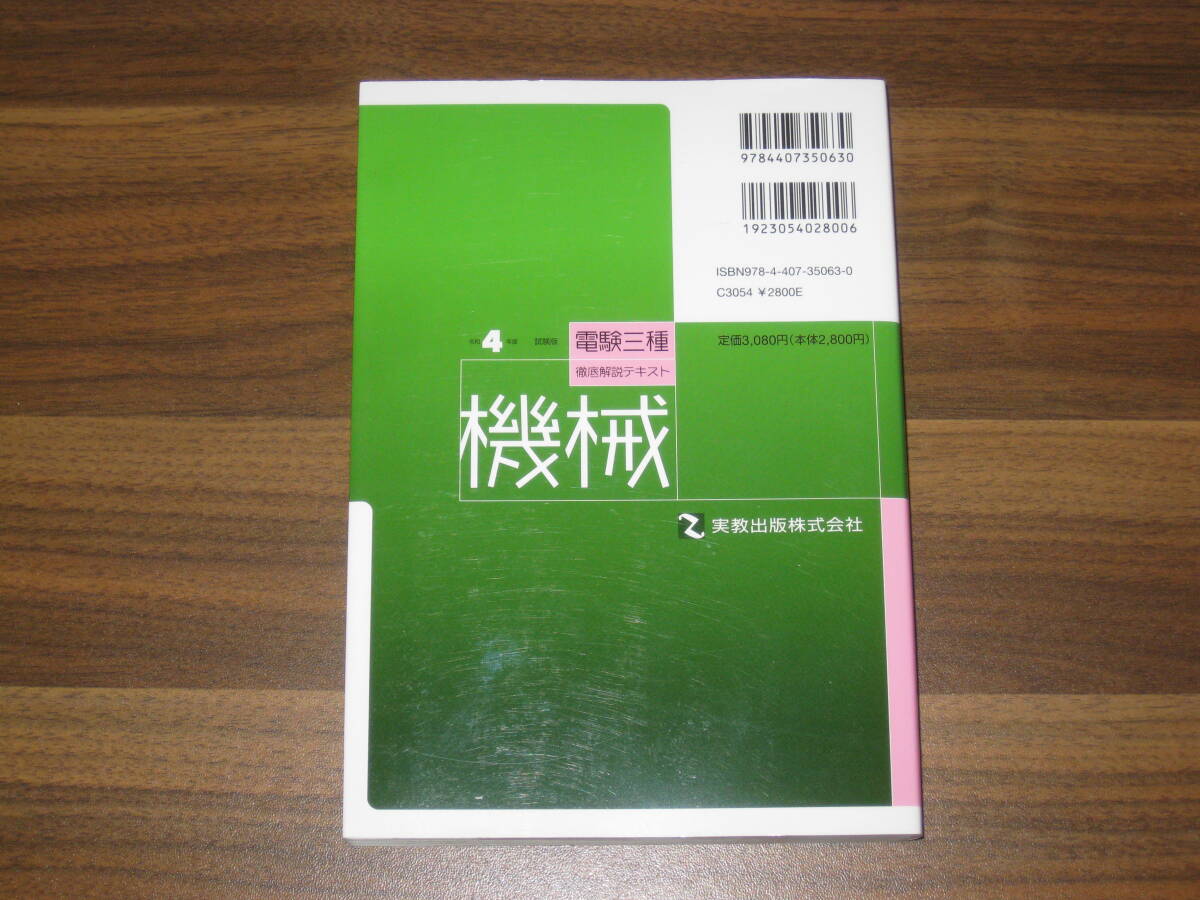 9784407350630
1923054028006
ISBN978-4-407-35063-0
C3054 ¥2800E
令和4年度 試験版 電験三種
定価3,080円(本体2,800円)
徹底解説テキスト
機械
実教出版株式会社